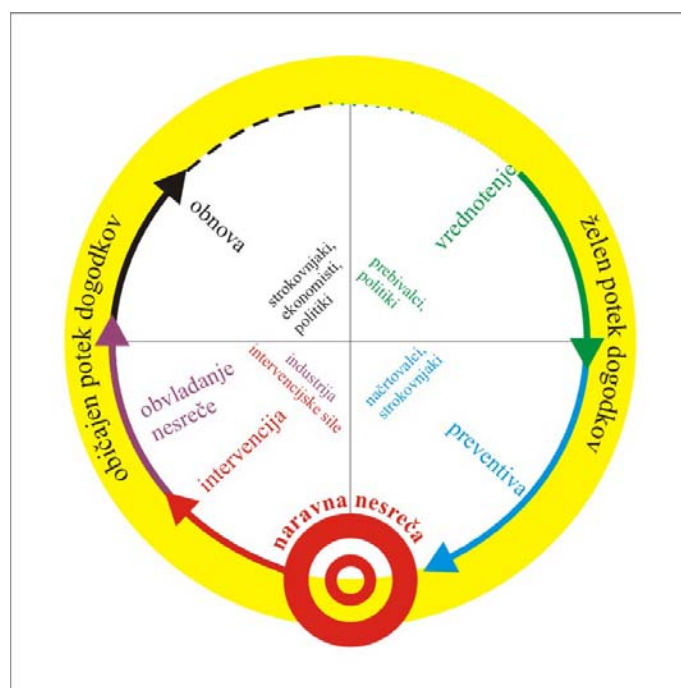 običajen potek dogodkov
želen potek dogodkov
obnova
vrednotenje
strokovnjaki,
ekonomisti,
politiki
prebivalci,
politiki
obvladanje
nesreče
industrija
intervencijske sile
načrtovalci,
strokovnjaki
intervencija
preventiva
naravna nesreča